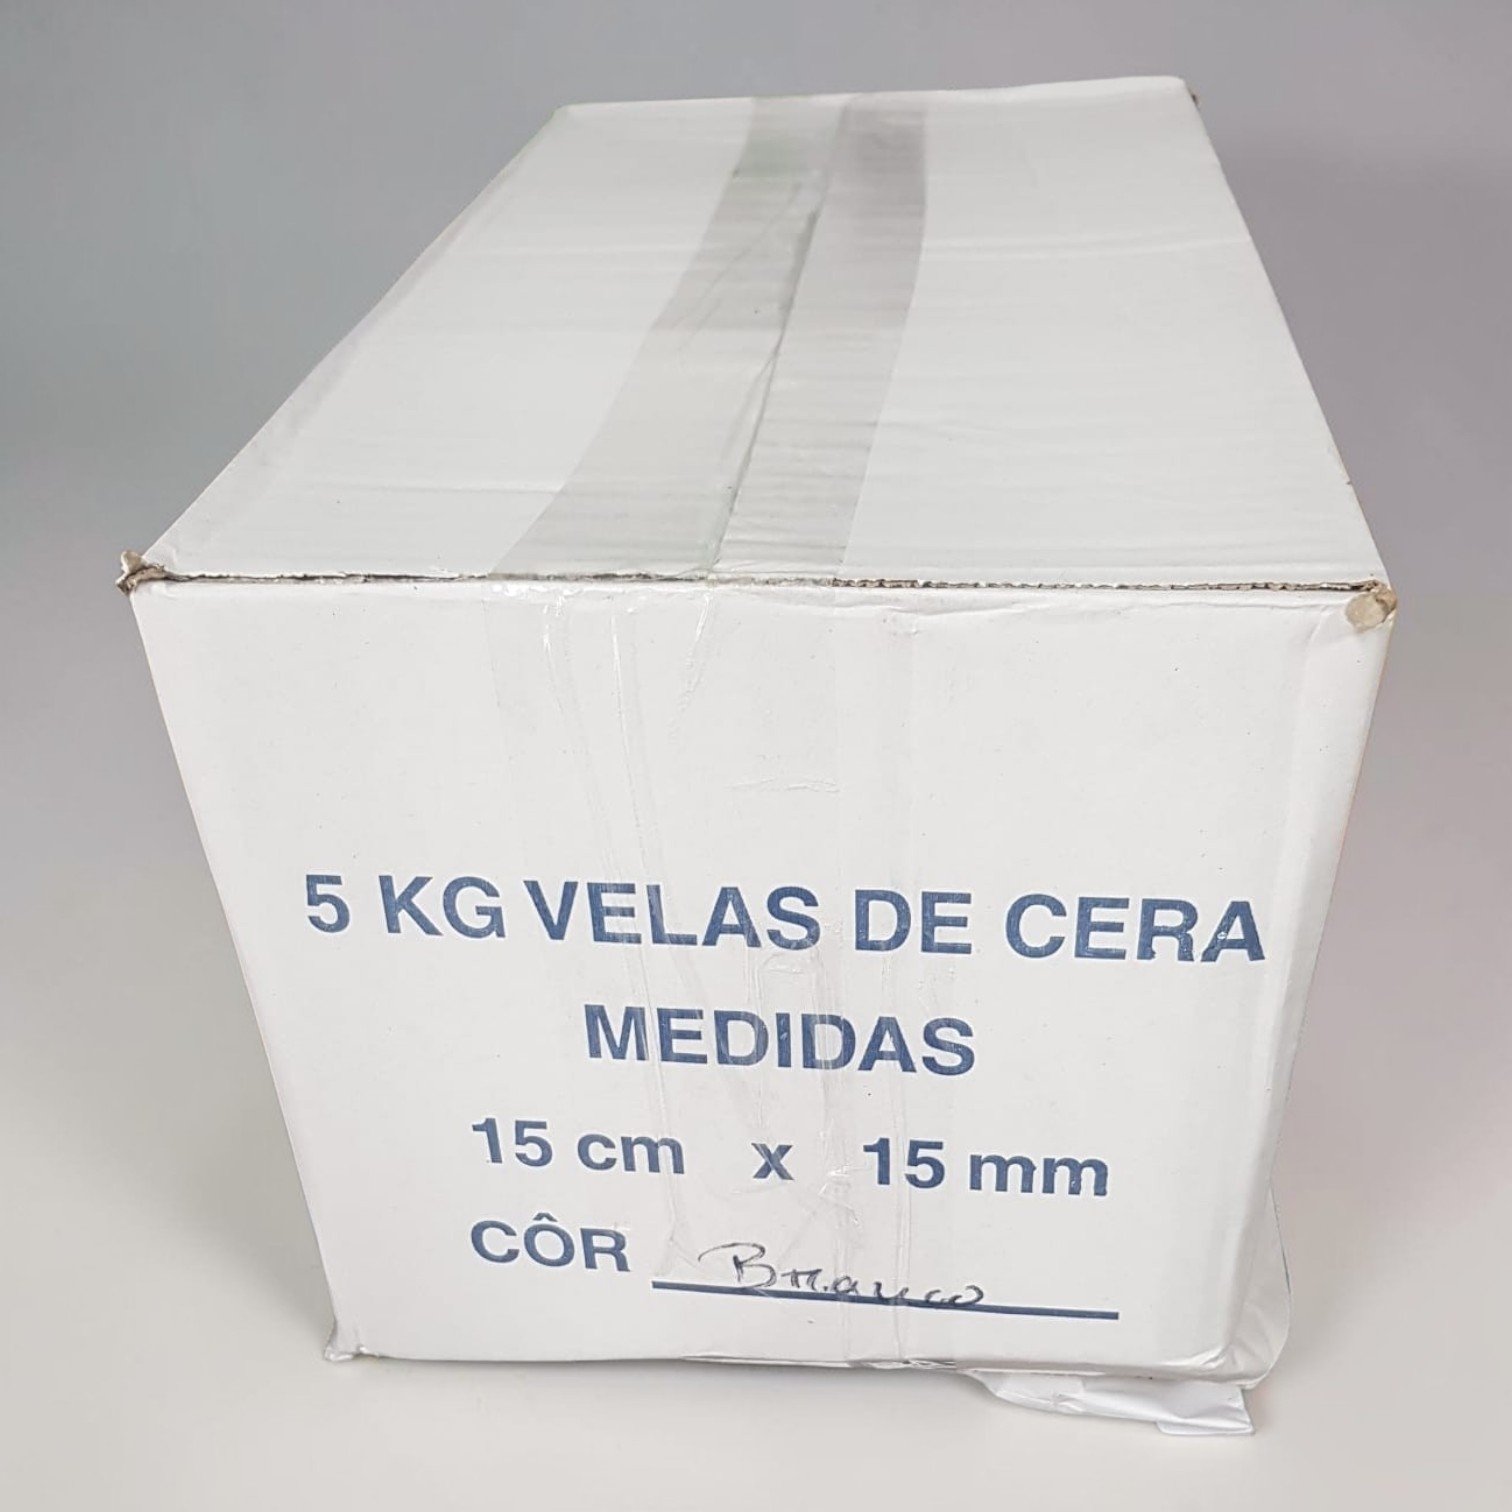 5 KG VELAS DE CERA
MEDIDAS
15 cm x 15 mm
CÔR Branco